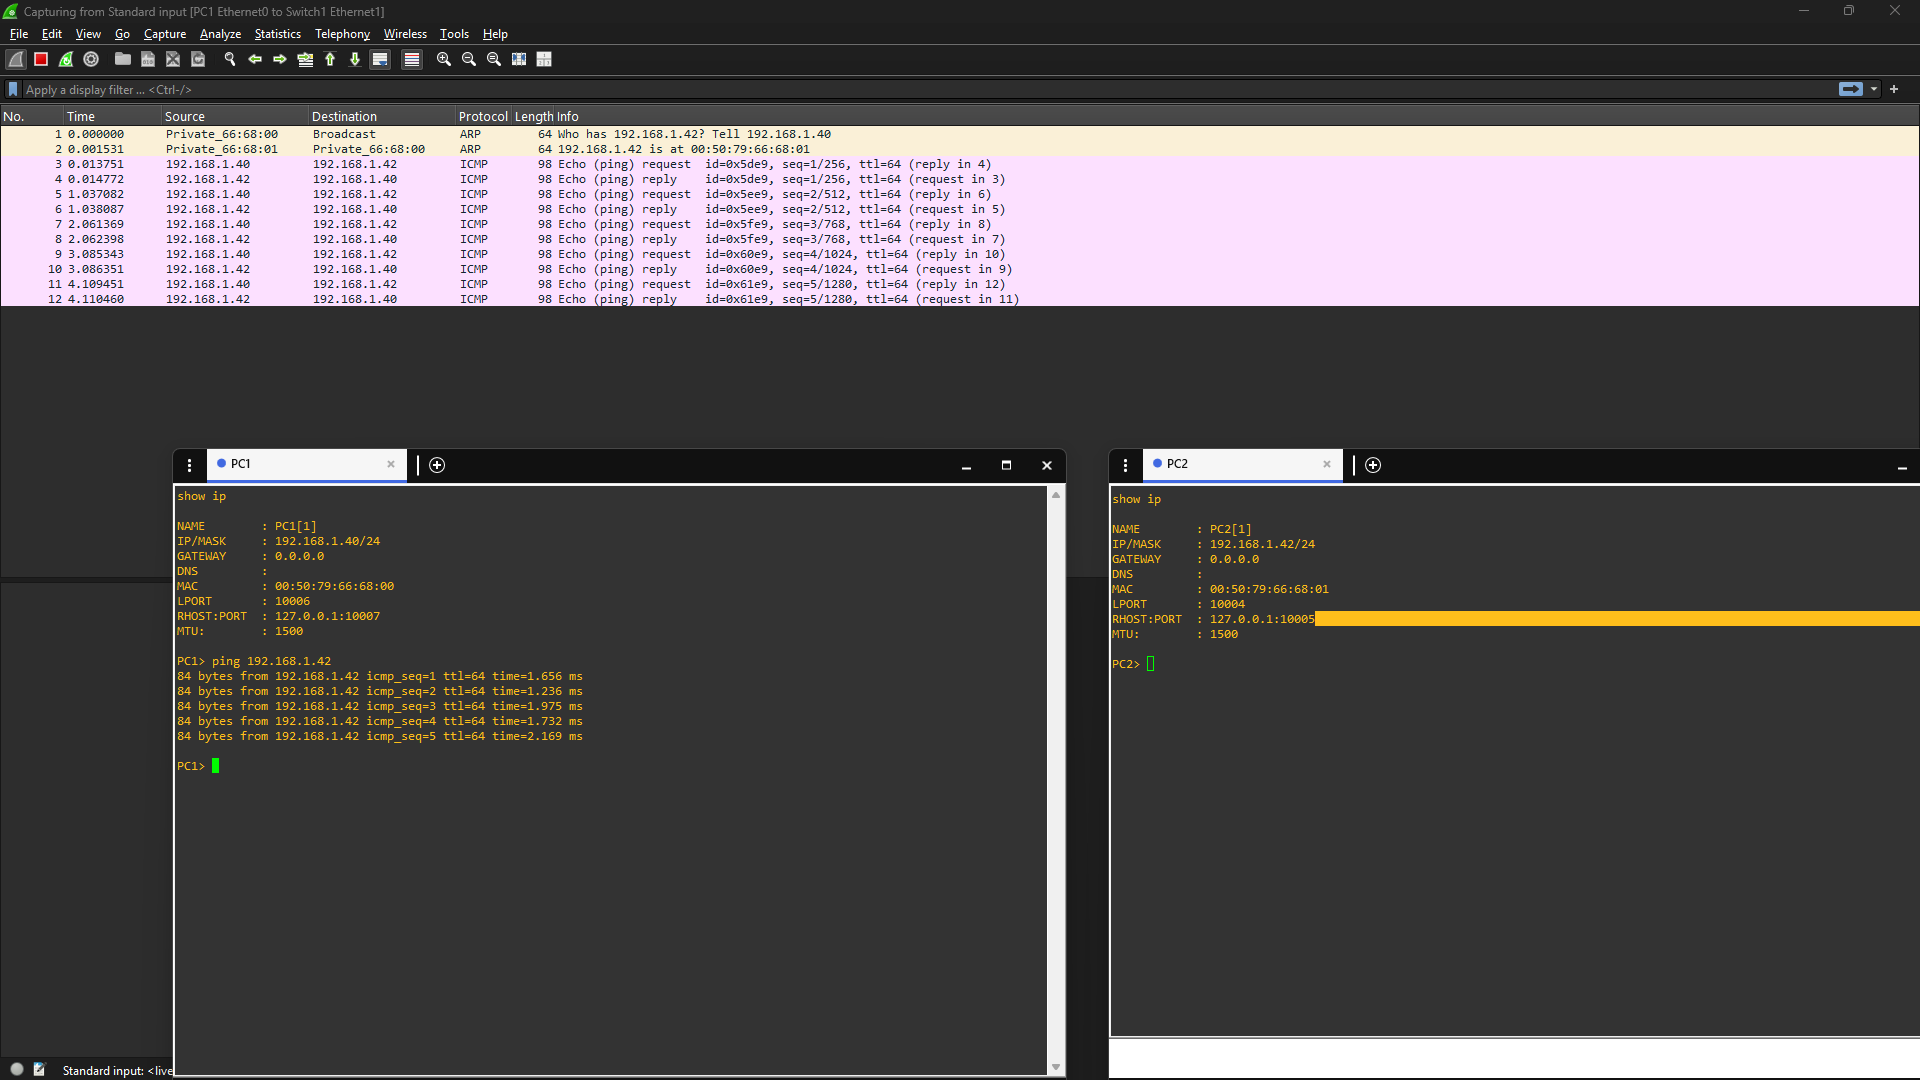 Capturing from Standard input [PC1 Ethernet0 to Switch1 Ethernet1]
File Edit View Go Capture Analyze Statistics Telephony Wireless Tools Help
Apply a display filter ... <Ctrl-/>
No. Time Source Destination Protocol Length Info
1 0.000000 Private_66:68:00 Broadcast ARP 64 Who has 192.168.1.42? Tell 192.168.1.40
2 0.001531 Private_66:68:01 Private_66:68:00 ARP 64 192.168.1.42 is at 00:50:79:66:68:01
3 0.013751 192.168.1.40 192.168.1.42 ICMP 98 Echo (ping) request id=0x5de9, seq=1/256, ttl=64 (reply in 4)
4 0.014772 192.168.1.42 192.168.1.40 ICMP 98 Echo (ping) reply id=0x5de9, seq=1/256, ttl=64 (request in 3)
5 1.037082 192.168.1.40 192.168.1.42 ICMP 98 Echo (ping) request id=0x5ee9, seq=2/512, ttl=64 (reply in 6)
6 1.038087 192.168.1.42 192.168.1.40 ICMP 98 Echo (ping) reply id=0x5ee9, seq=2/512, ttl=64 (request in 5)
7 2.061369 192.168.1.40 192.168.1.42 ICMP 98 Echo (ping) request id=0x5fe9, seq=3/768, ttl=64 (reply in 8)
8 2.062398 192.168.1.42 192.168.1.40 ICMP 98 Echo (ping) reply id=0x5fe9, seq=3/768, ttl=64 (request in 7)
9 3.085343 192.168.1.40 192.168.1.42 ICMP 98 Echo (ping) request id=0x60e9, seq=4/1024, ttl=64 (reply in 10)
10 3.086351 192.168.1.42 192.168.1.40 ICMP 98 Echo (ping) reply id=0x60e9, seq=4/1024, ttl=64 (request in 9)
11 4.109451 192.168.1.40 192.168.1.42 ICMP 98 Echo (ping) request id=0x61e9, seq=5/1280, ttl=64 (reply in 12)
12 4.110460 192.168.1.42 192.168.1.40 ICMP 98 Echo (ping) reply id=0x61e9, seq=5/1280, ttl=64 (request in 11)
PC1
show ip
NAME : PC1[1]
IP/MASK : 192.168.1.40/24
GATEWAY : 0.0.0.0
DNS :
MAC : 00:50:79:66:68:00
LPORT : 10006
RHOST:PORT : 127.0.0.1:10007
MTU: : 1500
PC1> ping 192.168.1.42
84 bytes from 192.168.1.42 icmp_seq=1 ttl=64 time=1.656 ms
84 bytes from 192.168.1.42 icmp_seq=2 ttl=64 time=1.236 ms
84 bytes from 192.168.1.42 icmp_seq=3 ttl=64 time=1.975 ms
84 bytes from 192.168.1.42 icmp_seq=4 ttl=64 time=1.732 ms
84 bytes from 192.168.1.42 icmp_seq=5 ttl=64 time=2.169 ms
PC1>
PC2
show ip
NAME : PC2[1]
IP/MASK : 192.168.1.42/24
GATEWAY : 0.0.0.0
DNS :
MAC : 00:50:79:66:68:01
LPORT : 10004
RHOST:PORT : 127.0.0.1:10005
MTU: : 1500
PC2>
Standard input: <live